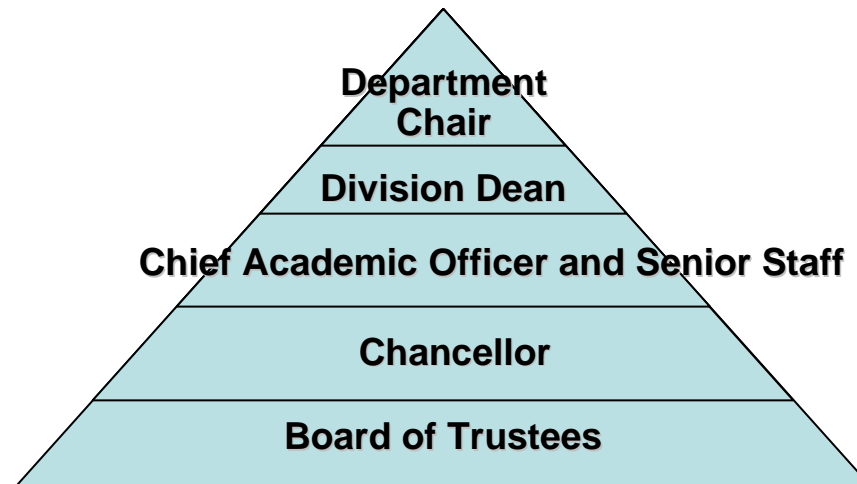 Department
Chair
Division Dean
Chief Academic Officer and Senior Staff
Chancellor
Board of Trustees